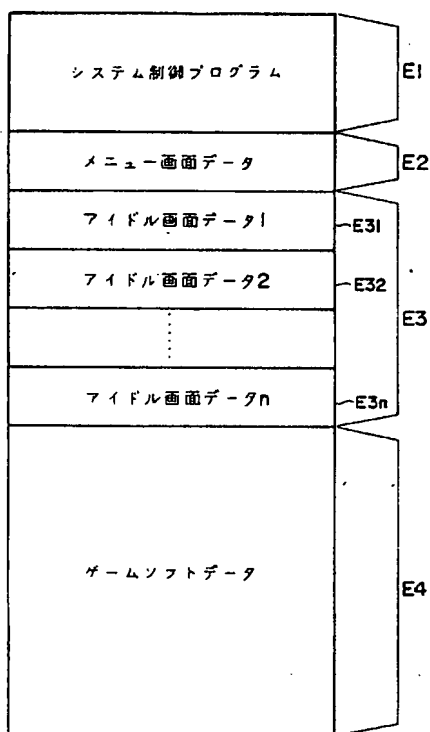 システム制御プログラム
E1
メニュー画面データ
E2
アイドル画面データ1
E31
アイドル画面データ2
E32
E3
アイドル画面データn
E3n
ゲームソフトデータ
E4